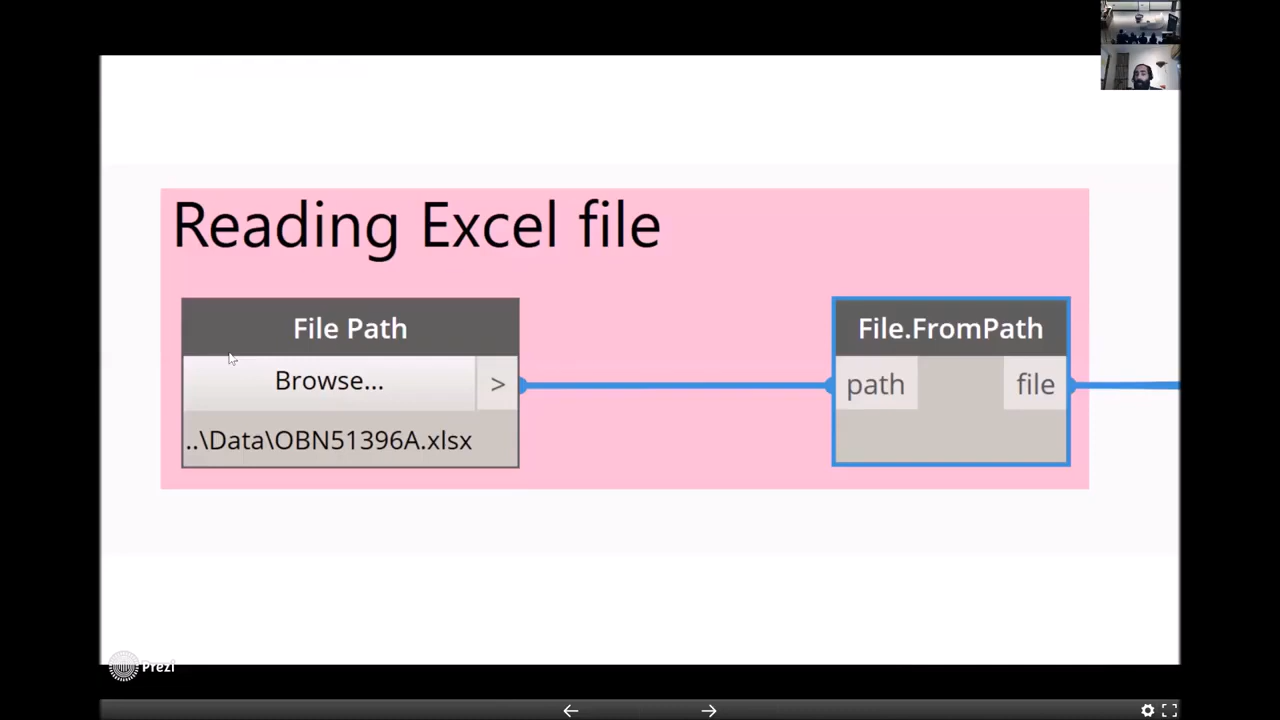 Reading Excel file
File Path
Browse...
>
..\Data\OBN51396A.xlsx
File.FromPath
path
file
Prezi